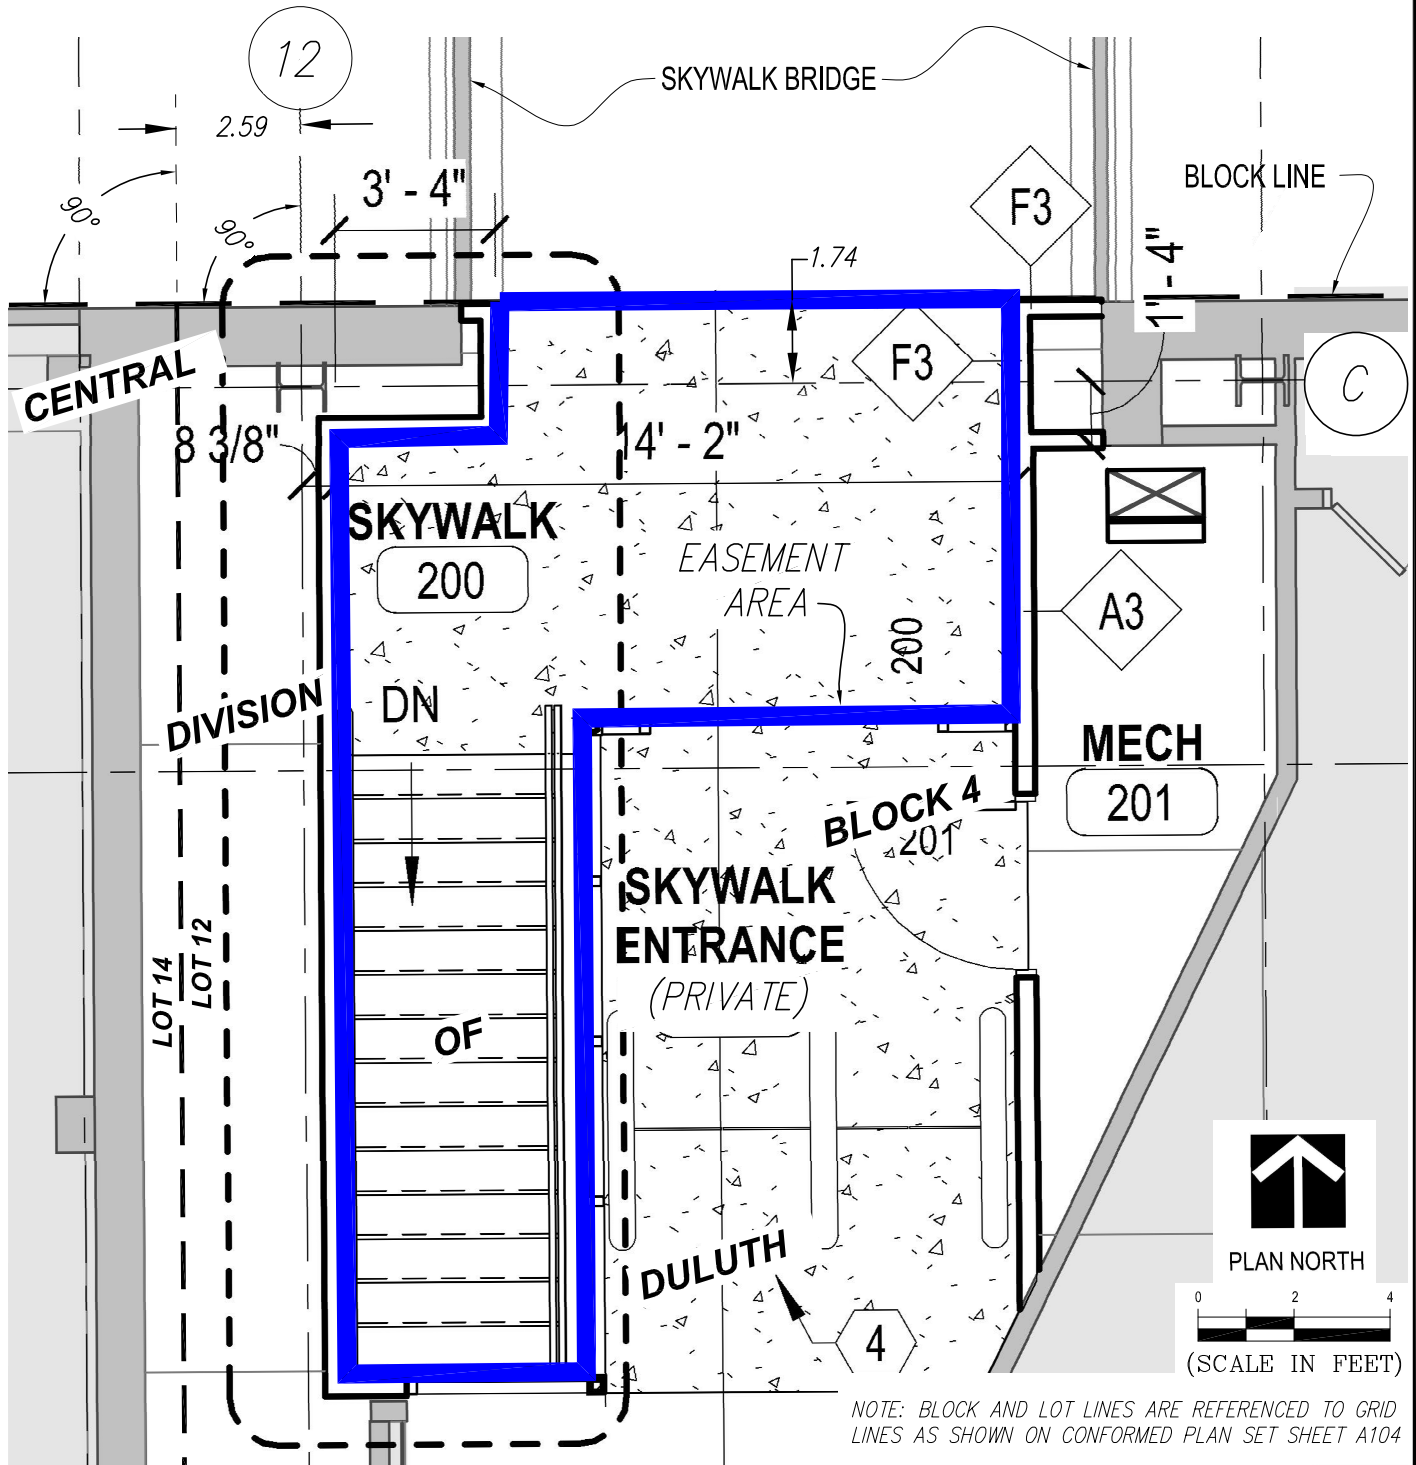 12
SKYWALK BRIDGE
2.59
BLOCK LINE
3' - 4"
F3
90°
90°
1.74
1' - 4"
F3
C
CENTRAL
8 3/8"
14' - 2"
SKYWALK
200
EASEMENT
AREA
200
A3
DIVISION
DN
MECH
201
BLOCK 4
201
SKYWALK
ENTRANCE
(PRIVATE)
LOT 14
LOT 12
OF
DULUTH
4
PLAN NORTH
0 2 4
(SCALE IN FEET)
NOTE: BLOCK AND LOT LINES ARE REFERENCED TO GRID
LINES AS SHOWN ON CONFORMED PLAN SET SHEET A104